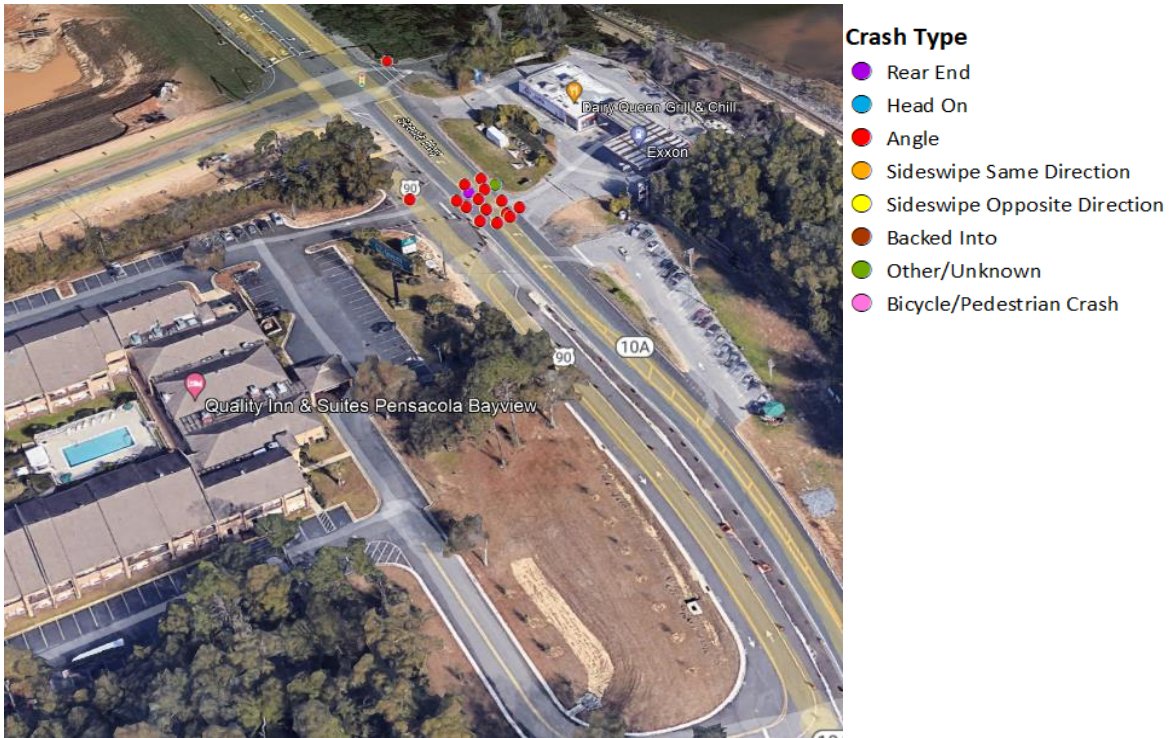 Crash Type
Rear End
Head On
Angle
Sideswipe Same Direction
Sideswipe Opposite Direction
Backed Into
Other/Unknown
Bicycle/Pedestrian Crash
Dairy Queen Grill & Chill
Exxon
90
10A
90
Quality Inn & Suites Pensacola Bayview